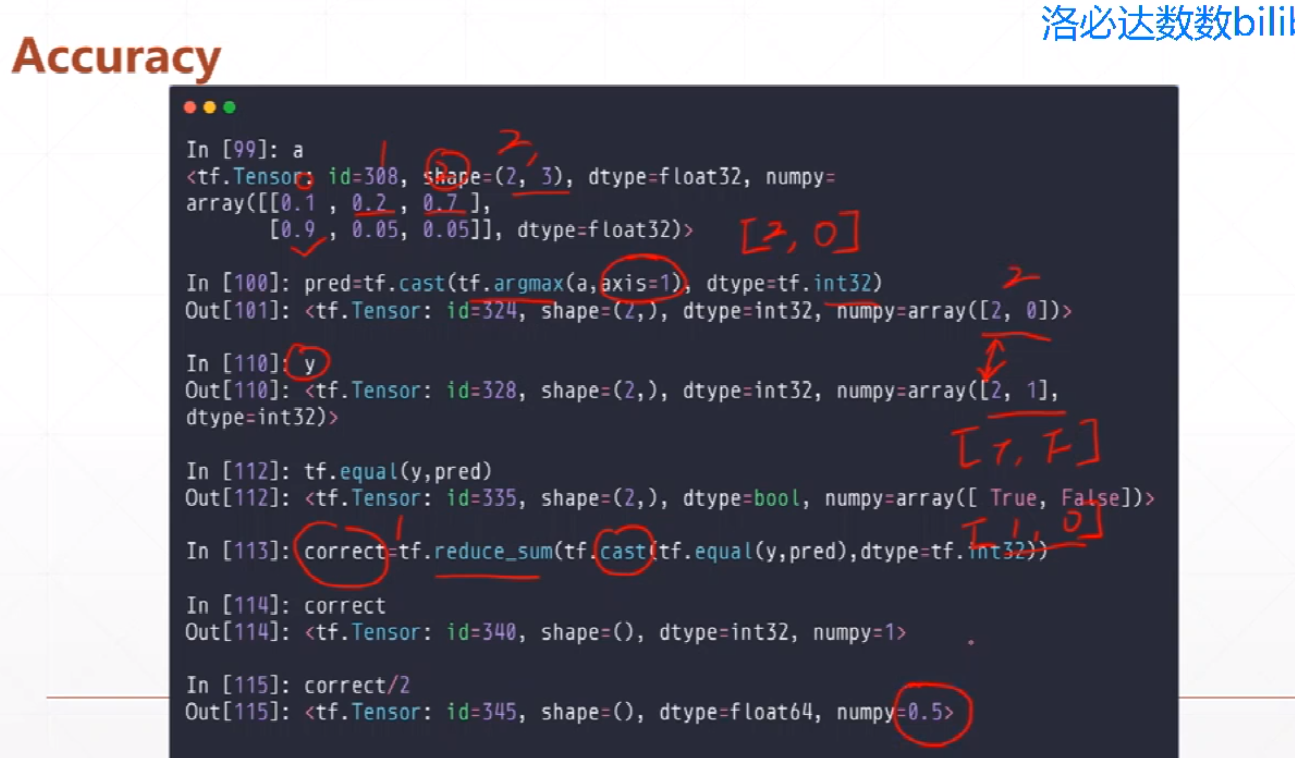 洛必达数数bilib
Accuracy
In [99]: a
<tf.Tensor: id=308, shape=(2, 3), dtype=float32, numpy=
array([[0.1 , 0.2 , 0.7 ],
[0.9 , 0.05, 0.05]], dtype=float32)>
1
0
2
2,
[2, 0]
In [100]: pred=tf.cast(tf.argmax(a,axis=1), dtype=tf.int32)
2
Out[101]: <tf.Tensor: id=324, shape=(2,), dtype=int32, numpy=array([2, 0])>
In [110]: y
Out[110]: <tf.Tensor: id=328, shape=(2,), dtype=int32, numpy=array([2, 1],
dtype=int32)>
[T, F]
In [112]: tf.equal(y,pred)
Out[112]: <tf.Tensor: id=335, shape=(2,), dtype=bool, numpy=array([ True, False])>
1
[1, 0]
In [113]: correct=tf.reduce_sum(tf.cast(tf.equal(y,pred),dtype=tf.int32))
In [114]: correct
Out[114]: <tf.Tensor: id=340, shape=(), dtype=int32, numpy=1>
In [115]: correct/2
Out[115]: <tf.Tensor: id=345, shape=(), dtype=float64, numpy=0.5>